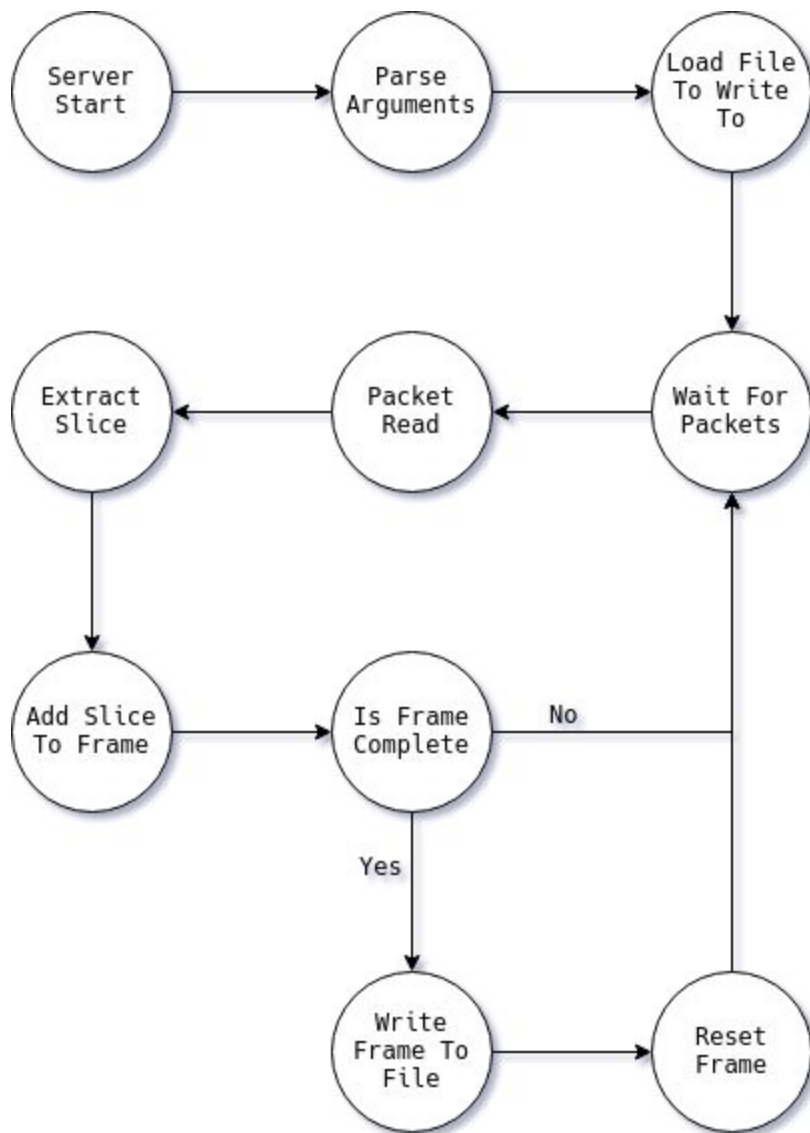 Server
Start
Parse
Arguments
Load File
To Write
To
Extract
Slice
Packet
Read
Wait For
Packets
Add Slice
To Frame
Is Frame
Complete
No
Yes
Write
Frame To
File
Reset
Frame